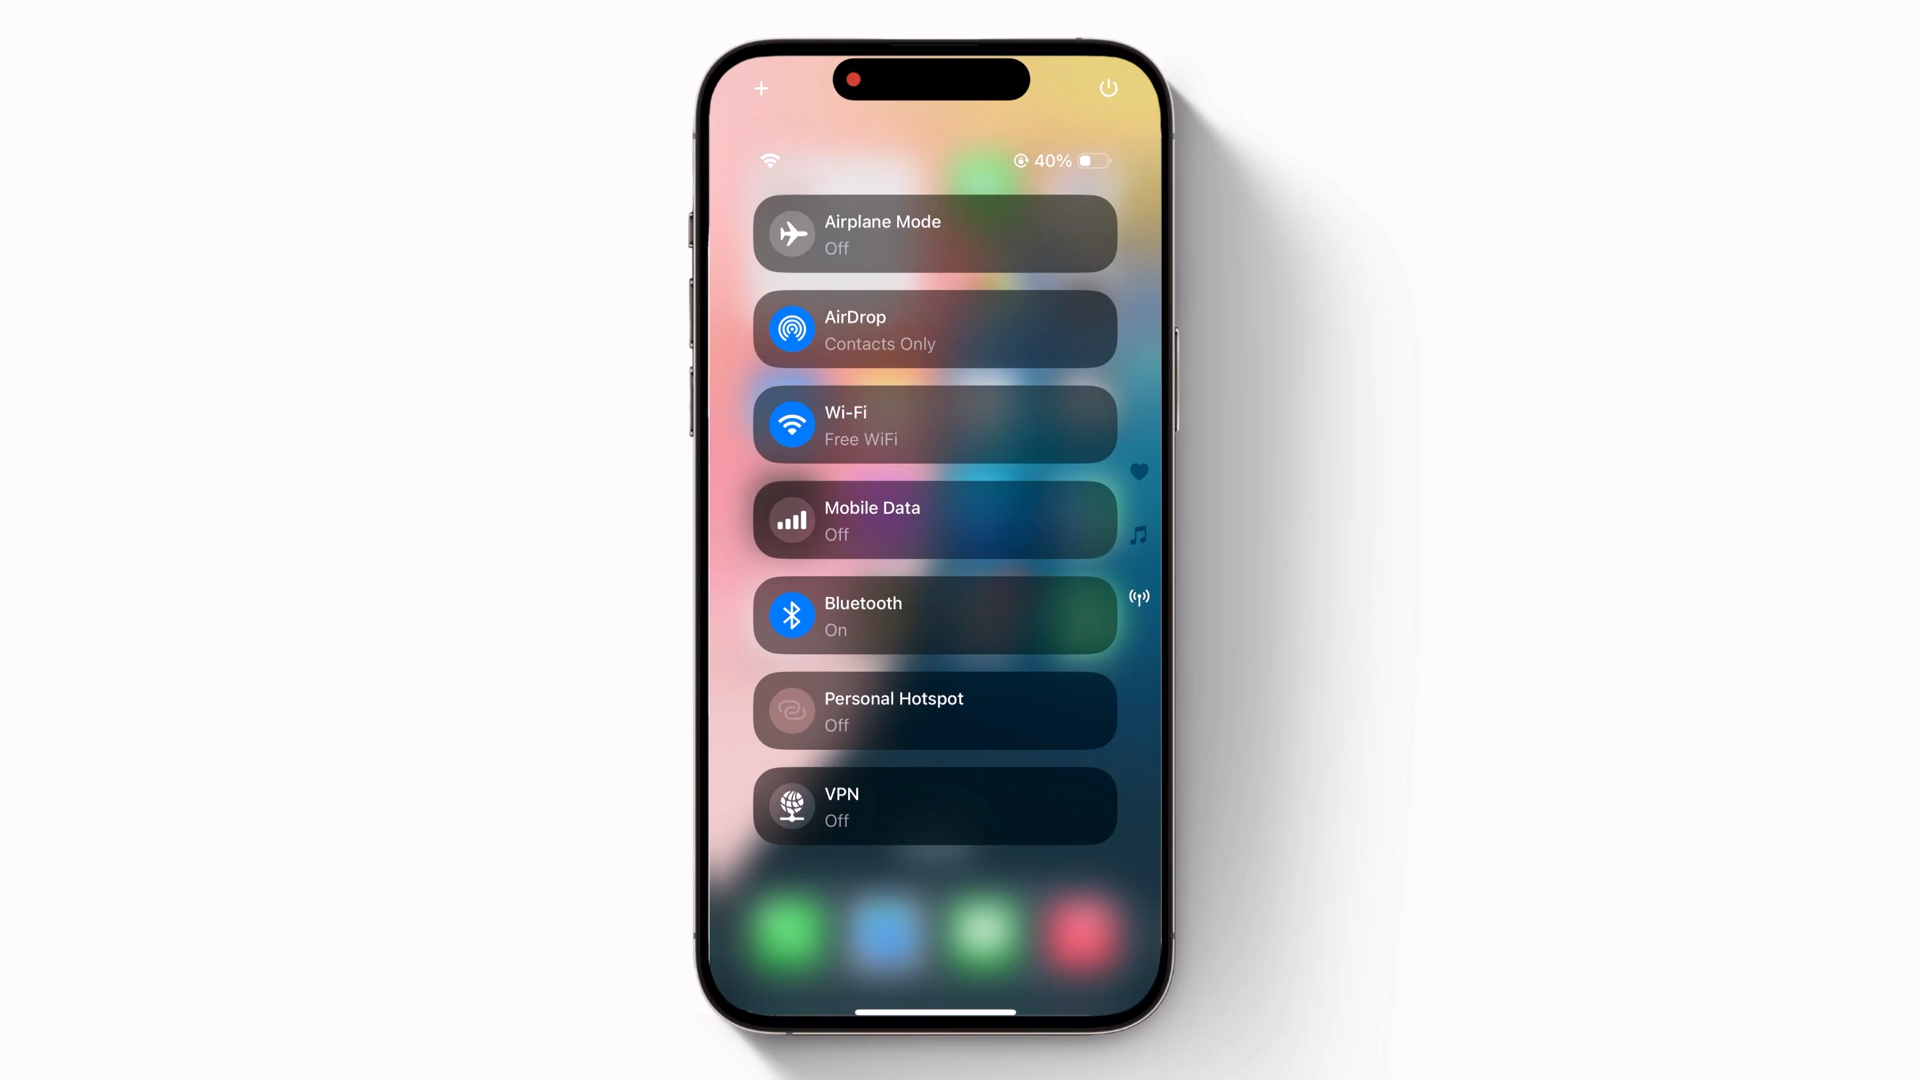 40%
Airplane Mode
Off
AirDrop
Contacts Only
Wi-Fi
Free WiFi
Mobile Data
Off
Bluetooth
On
Personal Hotspot
Off
VPN
Off